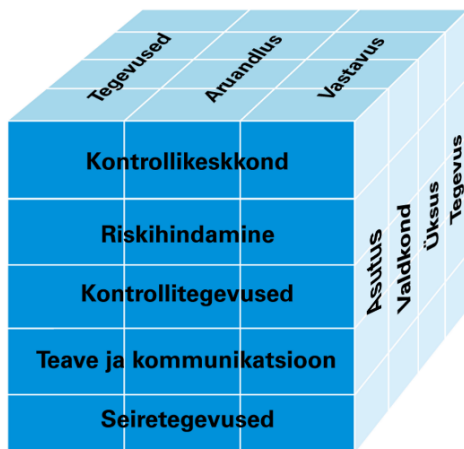 Tegevused
Aruandlus
Vastavus
Kontrollikeskkond
Riskihindamine
Kontrollitegevused
Teave ja kommunikatsioon
Seiretegevused
Asutus
Valdkond
Üksus
Tegevus